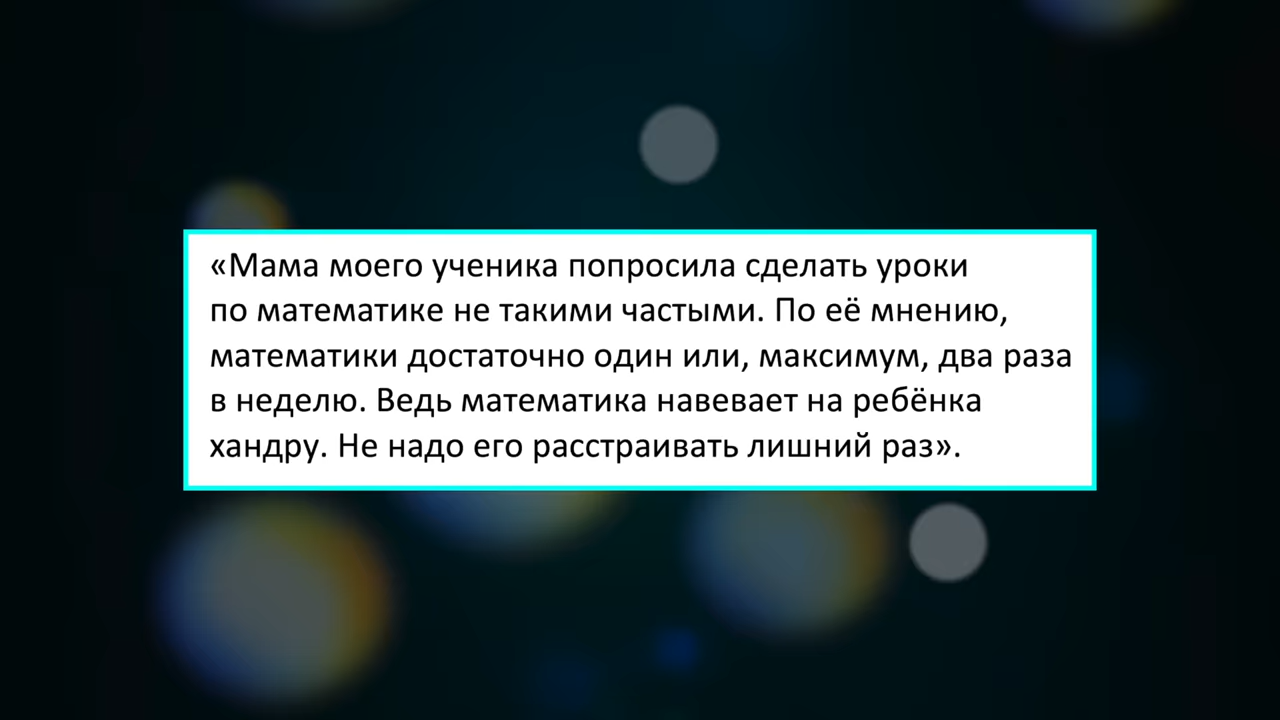 «Мама моего ученика попросила сделать уроки
по математике не такими частыми. По её мнению,
математики достаточно один или, максимум, два раза
в неделю. Ведь математика навевает на ребёнка
хандру. Не надо его расстраивать лишний раз».